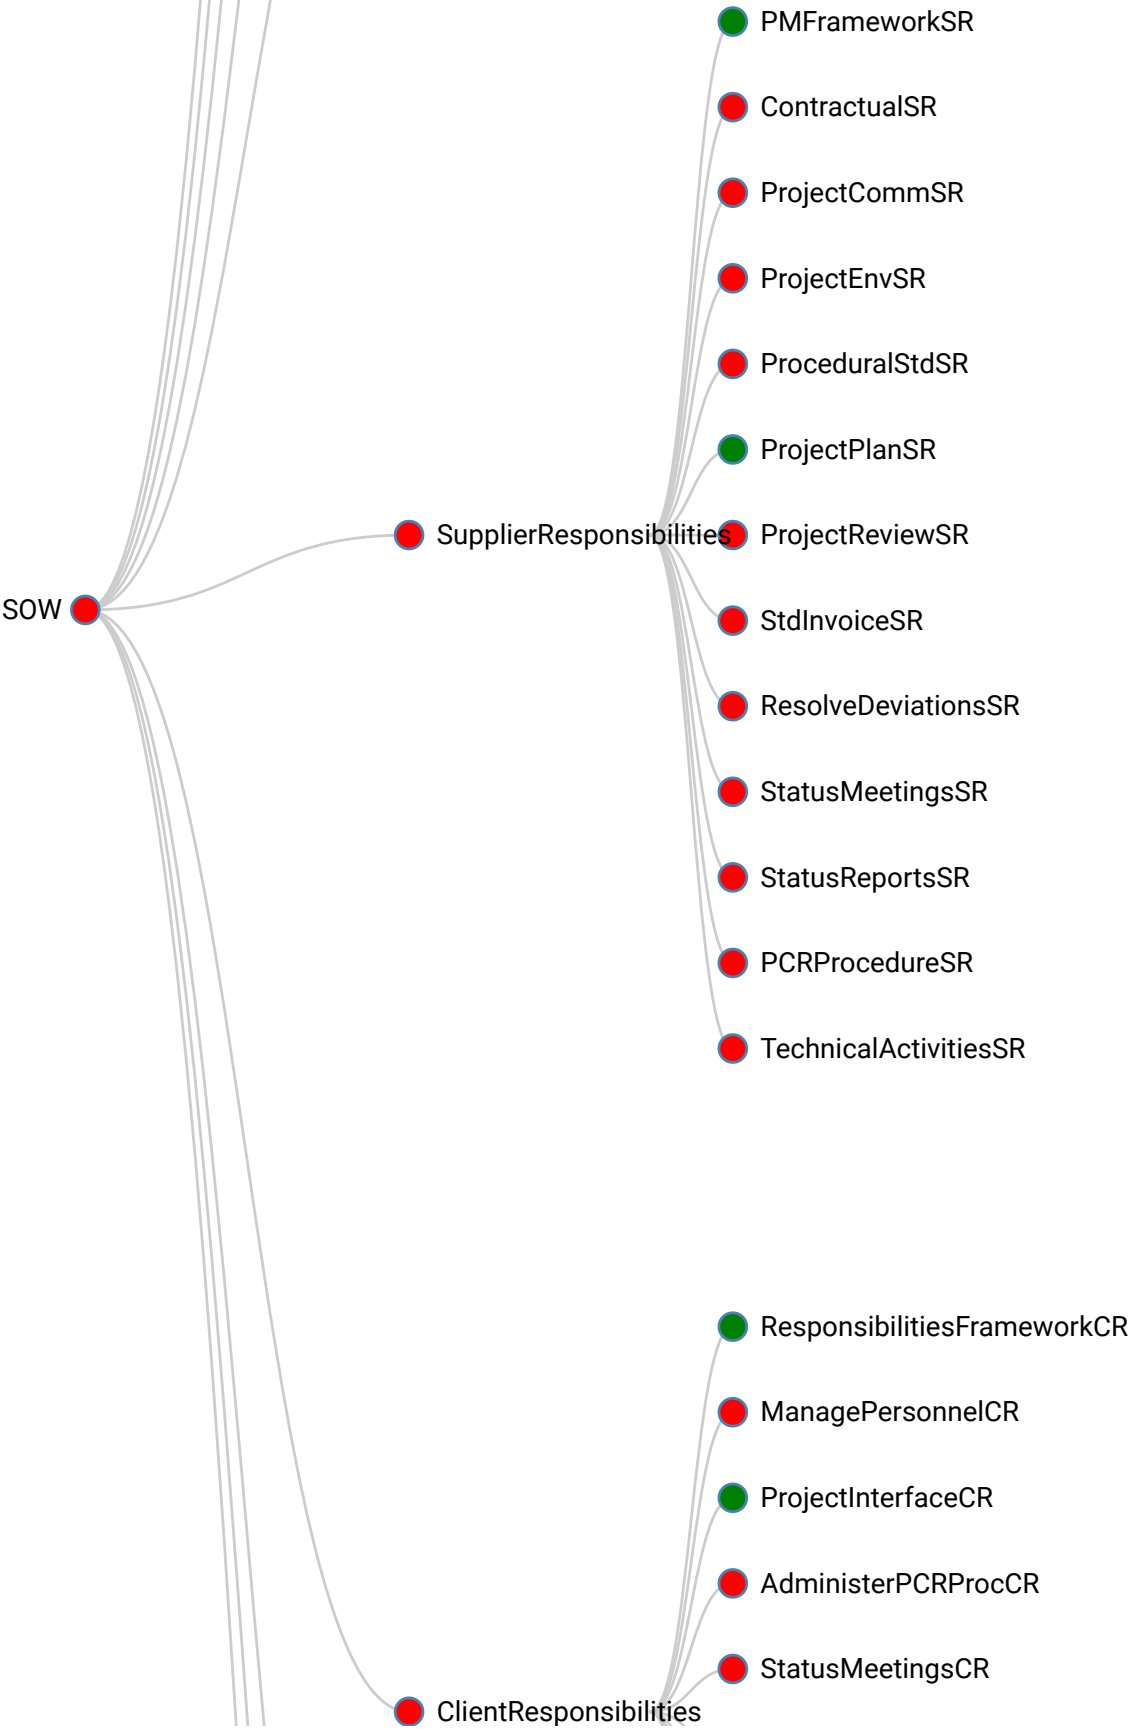 PMFrameworkSR
ContractualSR
ProjectCommSR
ProjectEnvSR
ProceduralStdSR
ProjectPlanSR
SupplierResponsibilities
ProjectReviewSR
SOW
StdInvoiceSR
ResolveDeviationsSR
StatusMeetingsSR
StatusReportsSR
PCRProcedureSR
TechnicalActivitiesSR
ResponsibilitiesFrameworkCR
ManagePersonnelCR
ProjectInterfaceCR
AdministerPCRProcCR
StatusMeetingsCR
ClientResponsibilities